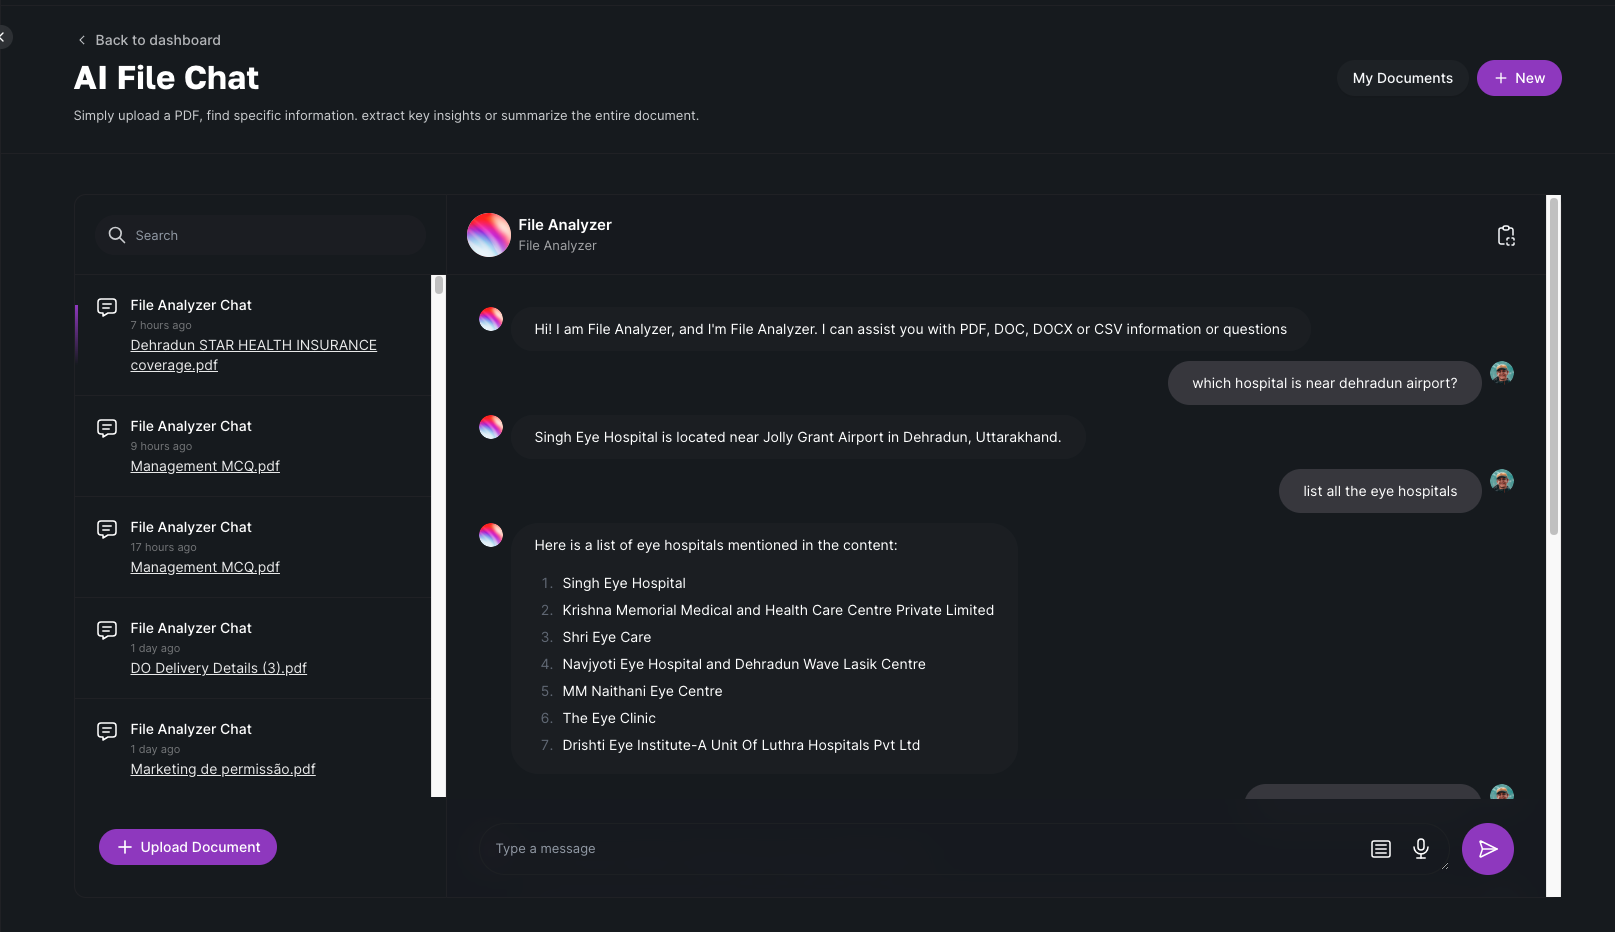 Back to dashboard
AI File Chat
My Documents
New
Simply upload a PDF, find specific information. extract key insights or summarize the entire document.
Search
File Analyzer Chat
7 hours ago
Dehradun STAR HEALTH INSURANCE
coverage.pdf
File Analyzer Chat
9 hours ago
Management MCQ.pdf
File Analyzer Chat
17 hours ago
Management MCQ.pdf
File Analyzer Chat
1 day ago
DO Delivery Details (3).pdf
File Analyzer Chat
1 day ago
Marketing de permissão.pdf
Upload Document
File Analyzer
File Analyzer
Hi! I am File Analyzer, and I'm File Analyzer. I can assist you with PDF, DOC, DOCX or CSV information or questions
which hospital is near dehradun airport?
Singh Eye Hospital is located near Jolly Grant Airport in Dehradun, Uttarakhand.
list all the eye hospitals
Here is a list of eye hospitals mentioned in the content:
1. Singh Eye Hospital
2. Krishna Memorial Medical and Health Care Centre Private Limited
3. Shri Eye Care
4. Navjyoti Eye Hospital and Dehradun Wave Lasik Centre
5. MM Naithani Eye Centre
6. The Eye Clinic
7. Drishti Eye Institute-A Unit Of Luthra Hospitals Pvt Ltd
Type a message